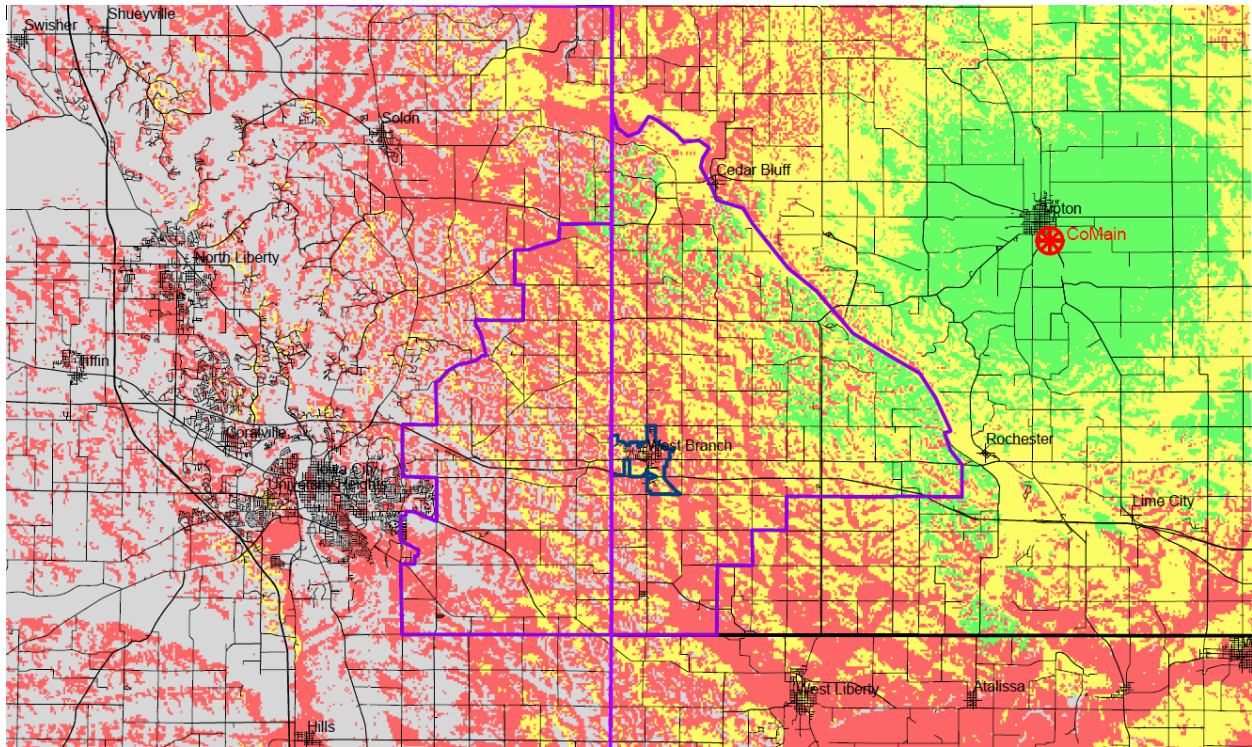 Shueyville
Swisher
Solon
Cedar Bluff
Tipton
CoMain
North Liberty
Tiffin
Coralville
West Branch
Rochester
Iowa City
University Heights
Lime City
West Liberty
Atalissa
Hills